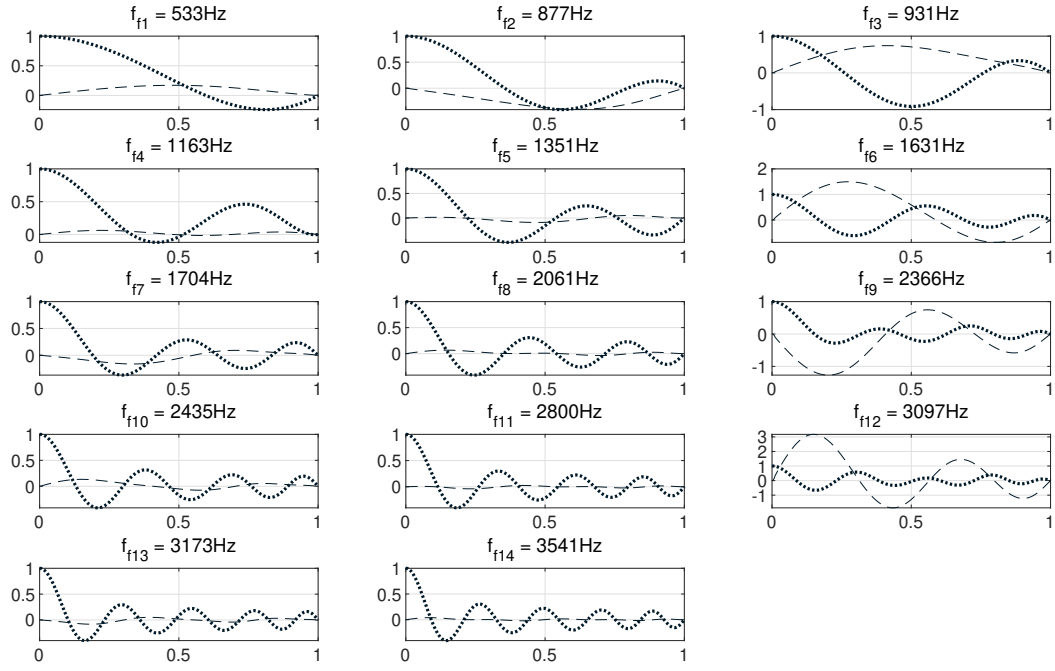 f_f1 = 533Hz
1
0.5
0
0 0.5 1
f_f2 = 877Hz
1
0.5
0
0 0.5 1
f_f3 = 931Hz
1
0
-1
0 0.5 1
f_f4 = 1163Hz
1
0.5
0
0 0.5 1
f_f5 = 1351Hz
1
0.5
0
0 0.5 1
f_f6 = 1631Hz
2
1
0
0 0.5 1
f_f7 = 1704Hz
1
0.5
0
0 0.5 1
f_f8 = 2061Hz
1
0.5
0
0 0.5 1
f_f9 = 2366Hz
1
0
-1
0 0.5 1
f_f10 = 2435Hz
1
0.5
0
0 0.5 1
f_f11 = 2800Hz
1
0.5
0
0 0.5 1
f_f12 = 3097Hz
3
2
1
0
-1
0 0.5 1
f_f13 = 3173Hz
1
0.5
0
0 0.5 1
f_f14 = 3541Hz
1
0.5
0
0 0.5 1